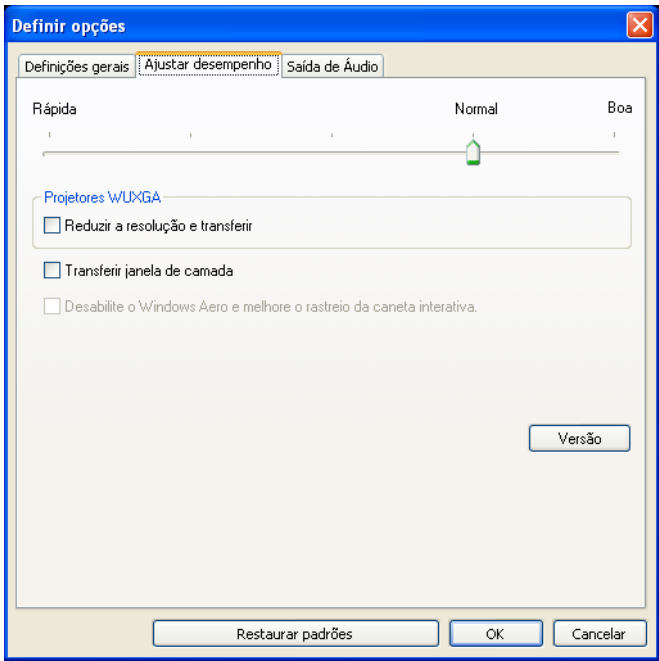 Definir opções
Definições gerais Ajustar desempenho Saída de Áudio
Rápida Normal Boa
Projetores WUXGA
Reduzir a resolução e transferir
Transferir janela de camada
Desabilite o Windows Aero e melhore o rastreio da caneta interativa.
Versão
Restaurar padrões OK Cancelar